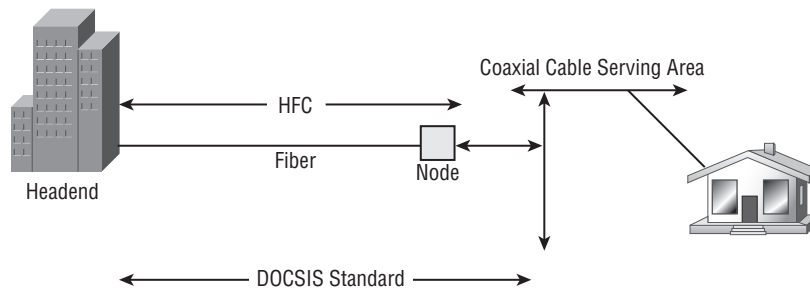 Coaxial Cable Serving Area
HFC
Fiber
Node
Headend
DOCSIS Standard